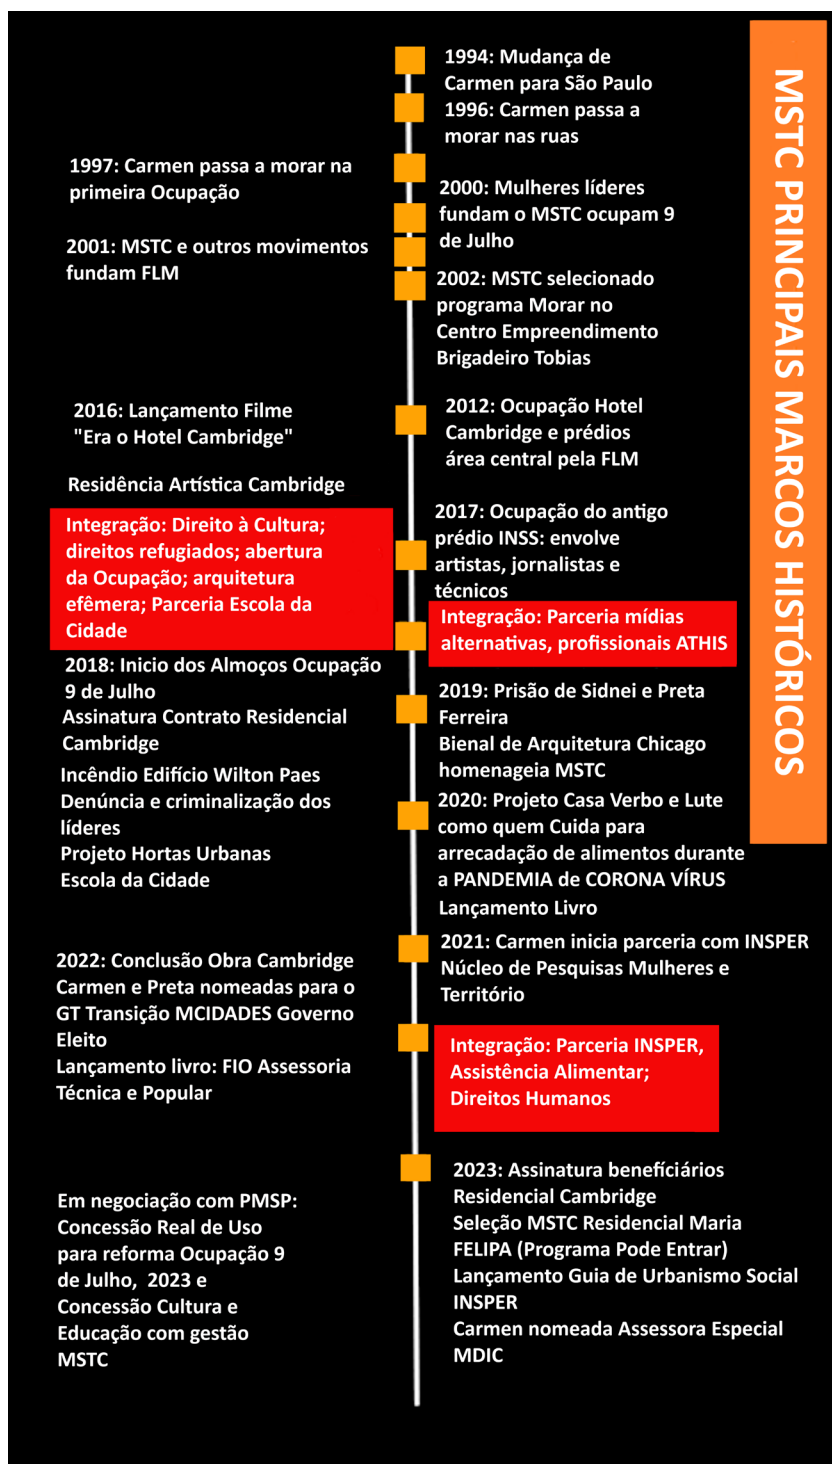 MSTC PRINCIPAIS MARCOS HISTÓRICOS
1994: Mudança de
Carmen para São Paulo
1996: Carmen passa a
morar nas ruas
1997: Carmen passa a morar na
primeira Ocupação
2000: Mulheres líderes
fundam o MSTC ocupam 9
de Julho
2001: MSTC e outros movimentos
fundam FLM
2002: MSTC selecionado
programa Morar no
Centro Empreendimento
Brigadeiro Tobias
2012: Ocupação Hotel
Cambridge e prédios
área central pela FLM
2016: Lançamento Filme
"Era o Hotel Cambridge"
Residência Artística Cambridge
Integração: Direito à Cultura;
direitos refugiados; abertura
da Ocupação; arquitetura
efêmera; Parceria Escola da
Cidade
2017: Ocupação do antigo
prédio INSS: envolve
artistas, jornalistas e
técnicos
Integração: Parceria mídias
alternativas, profissionais ATHIS
2018: Inicio dos Almoços Ocupação
9 de Julho
Assinatura Contrato Residencial
Cambridge
Incêndio Edifício Wilton Paes
Denúncia e criminalização dos
líderes
Projeto Hortas Urbanas
Escola da Cidade
2019: Prisão de Sidnei e Preta
Ferreira
Bienal de Arquitetura Chicago
homenageia MSTC
2020: Projeto Casa Verbo e Lute
como quem Cuida para
arrecadação de alimentos durante
a PANDEMIA de CORONA VÍRUS
Lançamento Livro
2021: Carmen inicia parceria com INSPER
Núcleo de Pesquisas Mulheres e
Território
2022: Conclusão Obra Cambridge
Carmen e Preta nomeadas para o
GT Transição MCIDADES Governo
Eleito
Lançamento livro: FIO Assessoria
Técnica e Popular
Integração: Parceria INSPER,
Assistência Alimentar;
Direitos Humanos
2023: Assinatura benefíciários
Residencial Cambridge
Seleção MSTC Residencial Maria
FELIPA (Programa Pode Entrar)
Lançamento Guia de Urbanismo Social
INSPER
Carmen nomeada Assessora Especial
MDIC
Em negociação com PMSP:
Concessão Real de Uso
para reforma Ocupação 9
de Julho, 2023 e
Concessão Cultura e
Educação com gestão
MSTC